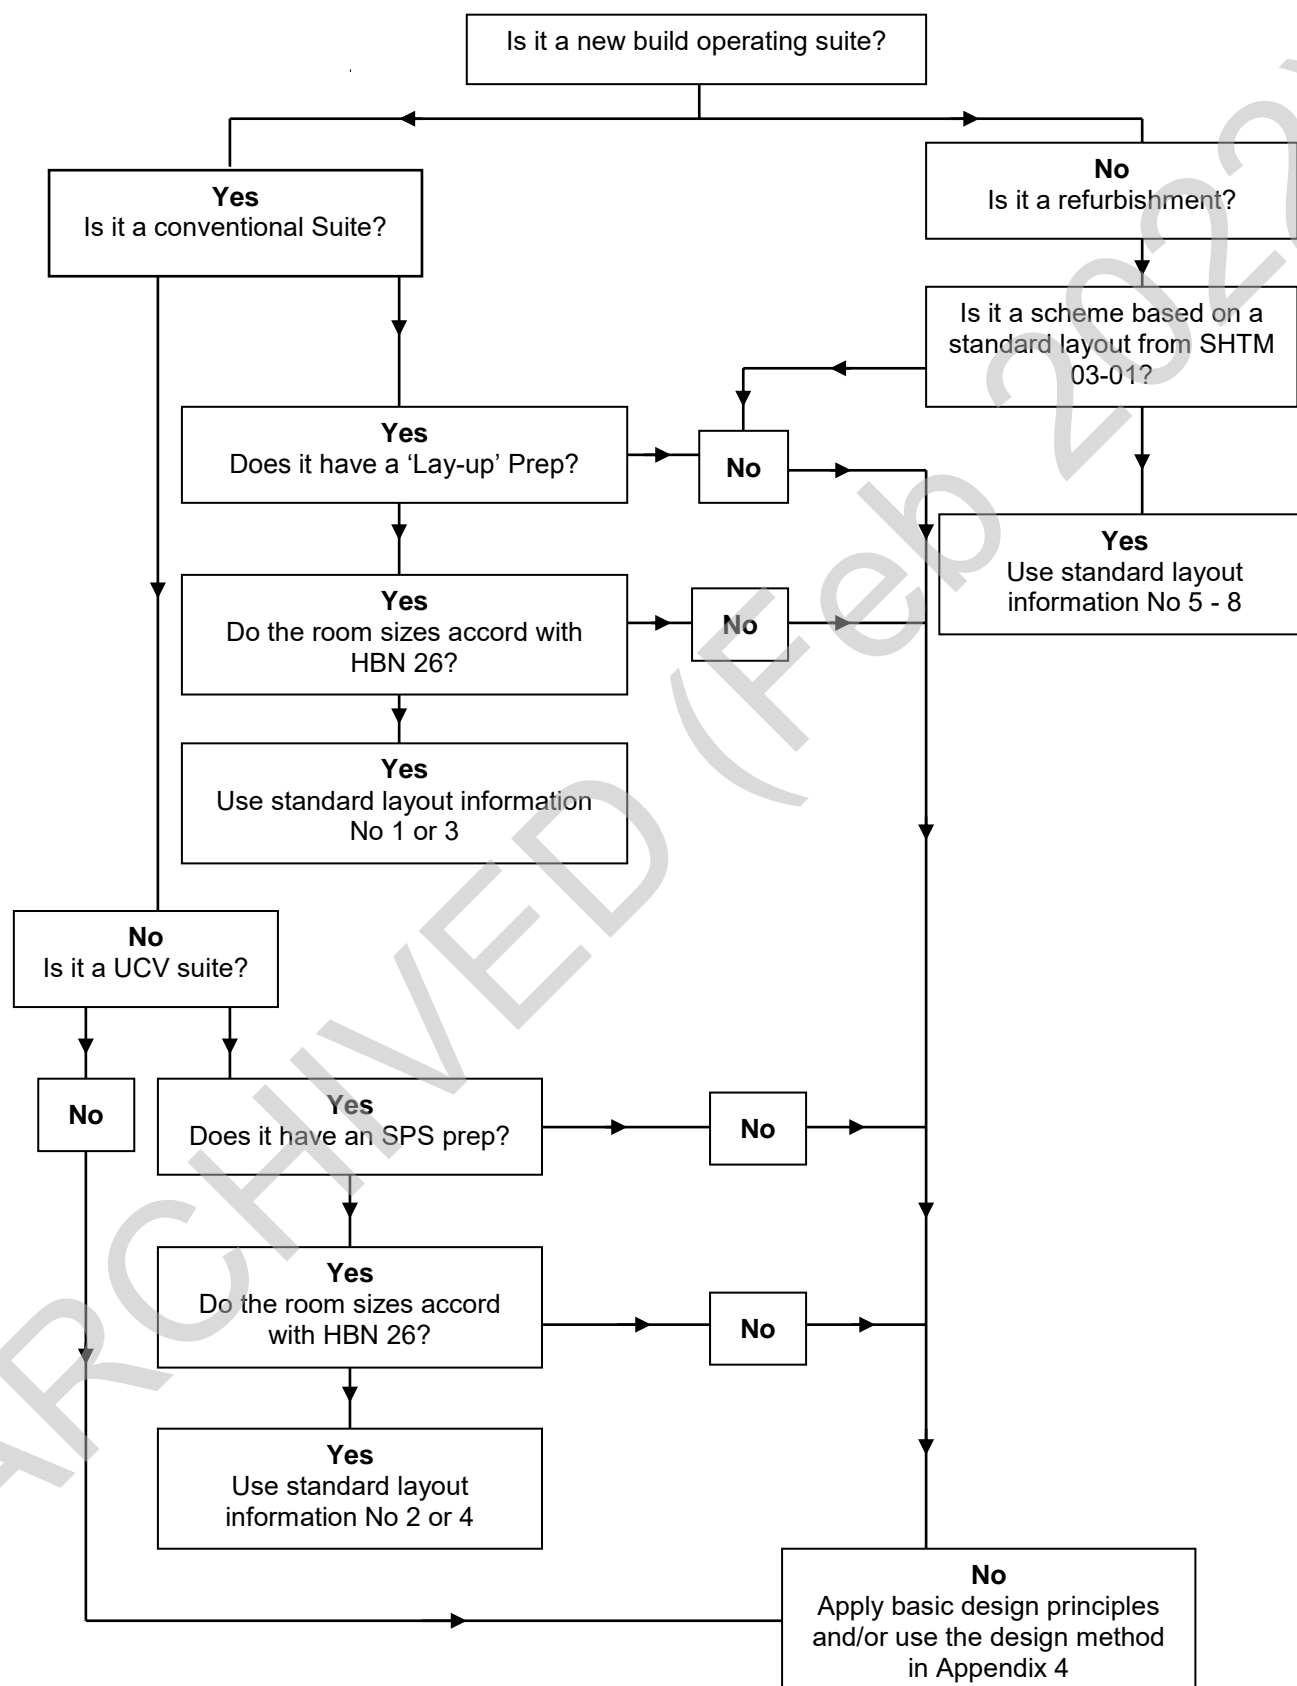 Is it a new build operating suite?
Yes
Is it a conventional Suite?
No
Is it a refurbishment?
Is it a scheme based on a
standard layout from SHTM
03-01?
Yes
Does it have a ‘Lay-up’ Prep?
No
Yes
Use standard layout
information No 5 - 8
Yes
Do the room sizes accord with
HBN 26?
No
Yes
Use standard layout information
No 1 or 3
No
Is it a UCV suite?
No
Yes
Does it have an SPS prep?
No
Yes
Do the room sizes accord
with HBN 26?
No
Yes
Use standard layout
information No 2 or 4
No
Apply basic design principles
and/or use the design method
in Appendix 4
ARCHIVED (Feb 2022)